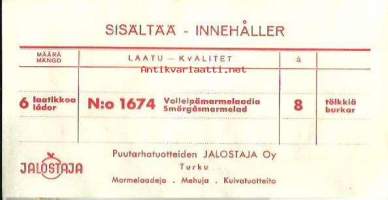 SISÄLTÄÄ - INNEHÅLLER
MÄÄRÄ LAATU — KVALITET à
MÄNGD
Antikvariaatti.net
6 laatikkoa N:o 1674 Voileipämarmelaadia 8 tölkkiä
lådor Smörgåsmarmelad burkar
Puutarhatuotteiden JALOSTAJA Oy
JALOSTAJA Turku
Marmelaadeja . Mehuja . Kuivatuotteita